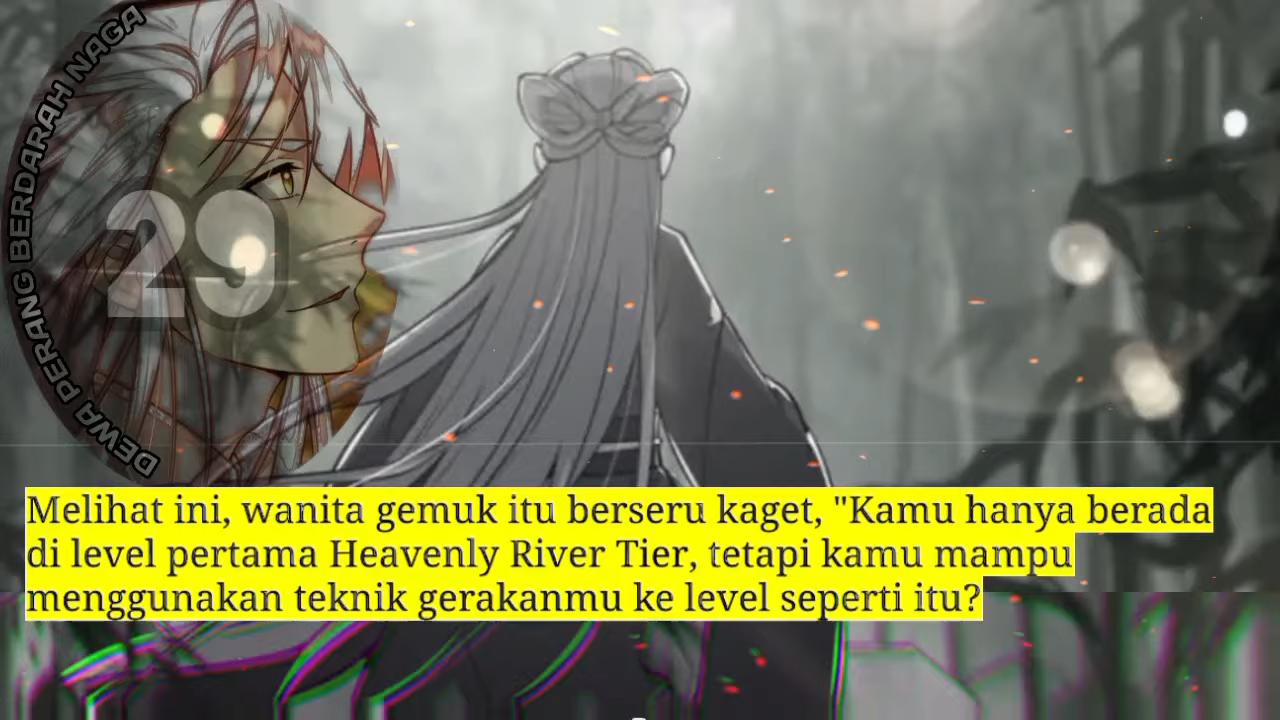 DEWA PERANG BERDARAH NAGA
29
Melihat ini, wanita gemuk itu berseru kaget, "Kamu hanya berada
di level pertama Heavenly River Tier, tetapi kamu mampu
menggunakan teknik gerakanmu ke level seperti itu?